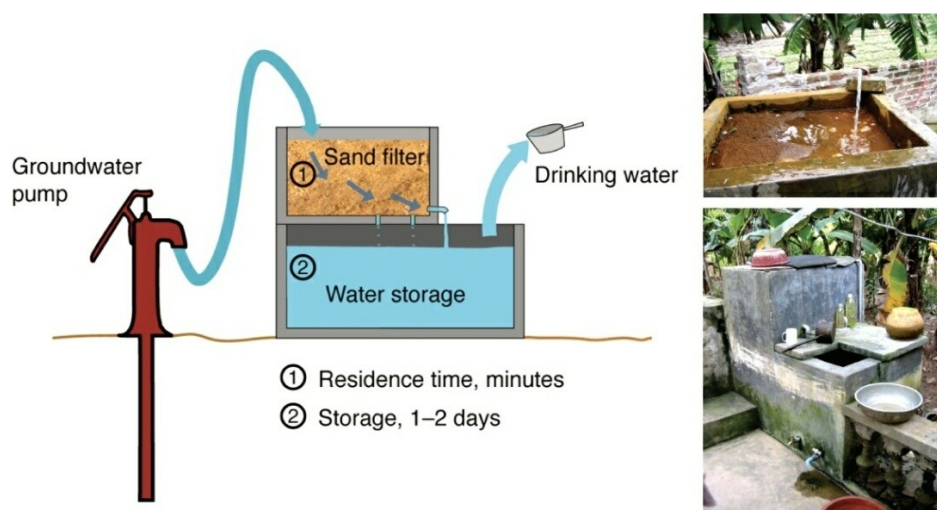 Groundwater
pump
Sand filter
1
Drinking water
2
Water storage
1 Residence time, minutes
2 Storage, 1–2 days